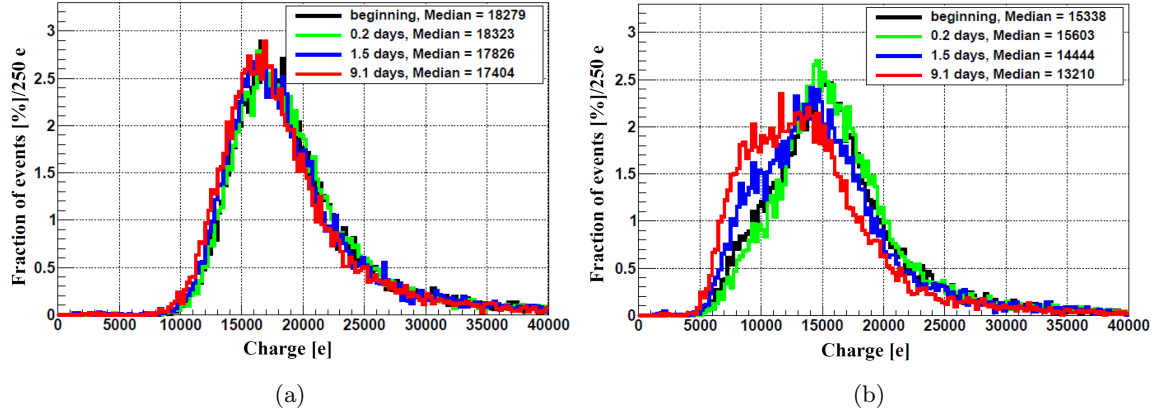 beginning, Median = 18279
0.2 days, Median = 18323
1.5 days, Median = 17826
9.1 days, Median = 17404
Fraction of events [%]/250 e
3
2.5
2
1.5
1
0.5
0
0 5000 10000 15000 20000 25000 30000 35000 40000
Charge [e]
(a)
beginning, Median = 15338
0.2 days, Median = 15603
1.5 days, Median = 14444
9.1 days, Median = 13210
Fraction of events [%]/250 e
3
2.5
2
1.5
1
0.5
0
0 5000 10000 15000 20000 25000 30000 35000 40000
Charge [e]
(b)